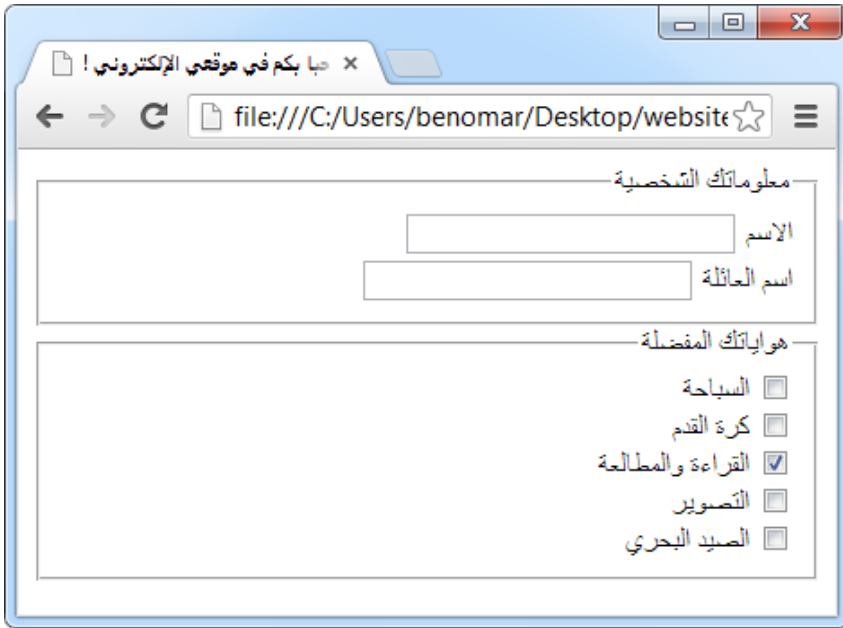 حبا بكم في موقعي الإلكتروني !
file:///C:/Users/benomar/Desktop/website
معلوماتك الشخصية
الاسم
اسم العائلة
هواياتك المفضلة
السباحة
كرة القدم
القراءة والمطالعة
التصوير
الصيد البحري